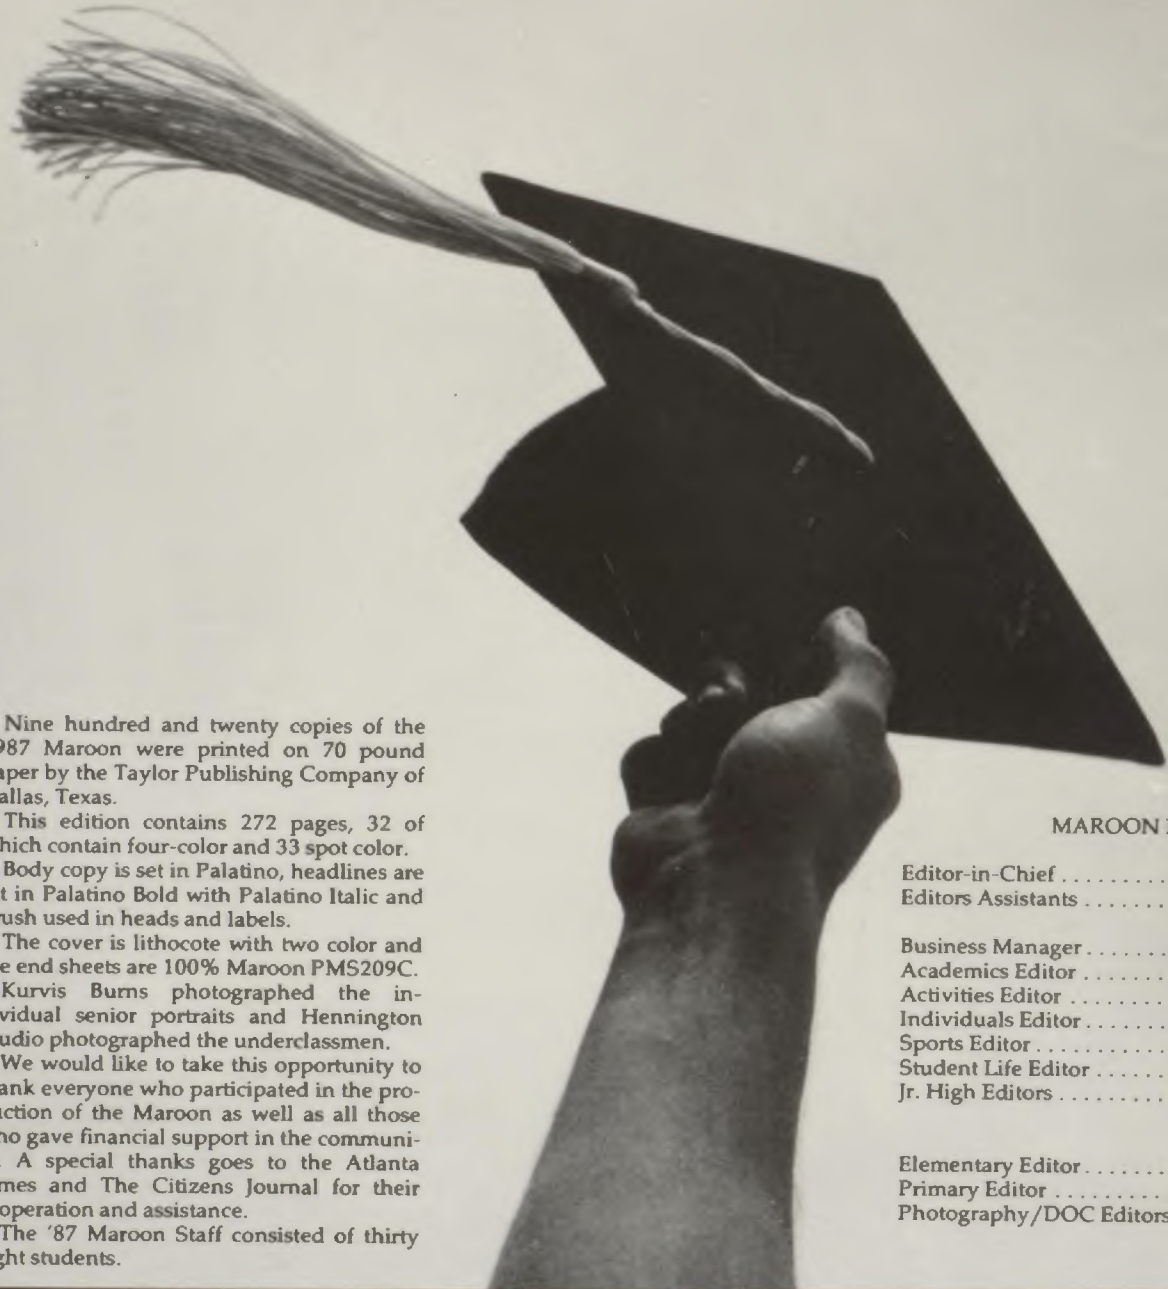 Nine hundred and twenty copies of the
987 Maroon were printed on 70 pound
aper by the Taylor Publishing Company of
allas, Texas.
This edition contains 272 pages, 32 of
hich contain four-color and 33 spot color.
Body copy is set in Palatino, headlines are
t in Palatino Bold with Palatino Italic and
rush used in heads and labels.
The cover is lithocote with two color and
e end sheets are 100% Maroon PMS209C.
Kurvis Burns photographed the in-
vidual senior portraits and Hennington
udio photographed the underclassmen.
We would like to take this opportunity to
ank everyone who participated in the pro-
uction of the Maroon as well as all those
ho gave financial support in the communi-
. A special thanks goes to the Atlanta
mes and The Citizens Journal for their
operation and assistance.
The '87 Maroon Staff consisted of thirty
ght students.
MAROON
Editor-in-Chief . . . . . . . . .
Editors Assistants . . . . . . .
Business Manager . . . . . . .
Academics Editor . . . . . . .
Activities Editor . . . . . . . .
Individuals Editor . . . . . . .
Sports Editor . . . . . . . . . . .
Student Life Editor . . . . . .
Jr. High Editors . . . . . . . . .
Elementary Editor . . . . . . .
Primary Editor . . . . . . . . .
Photography/DOC Editors